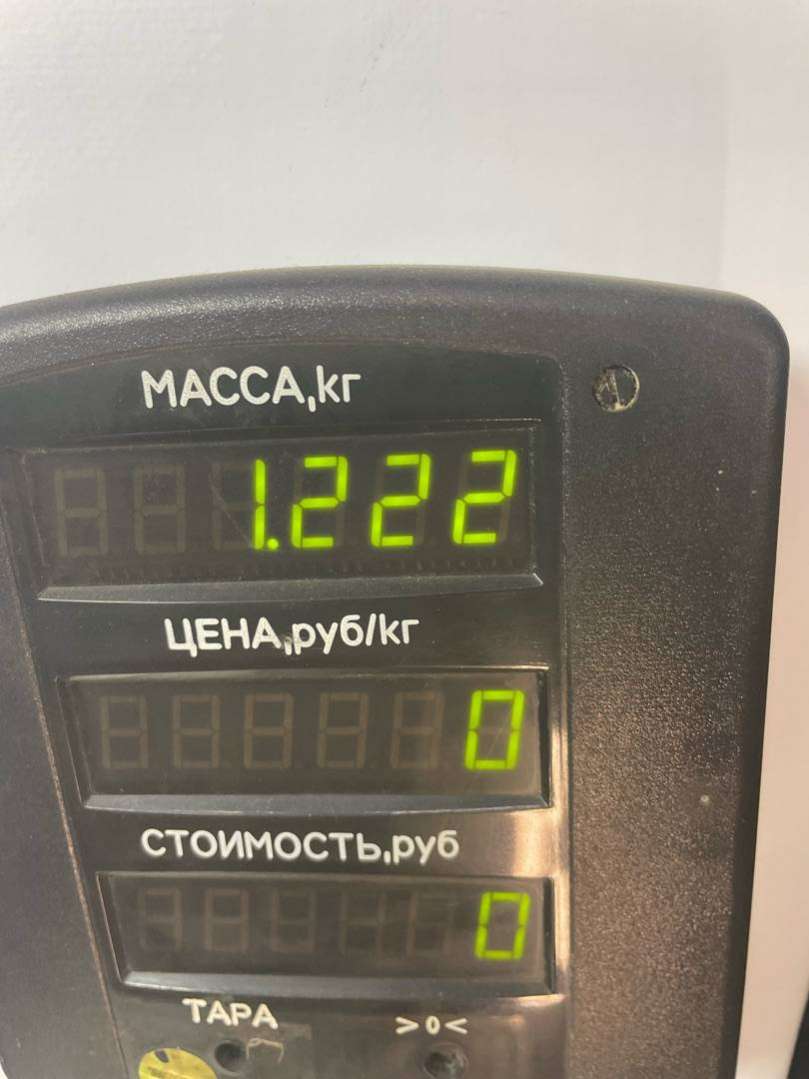 МАССА,кг
1.222
ЦЕНА,руб/кг
0
СТОИМОСТЬ,руб
0
ТАРА >0<